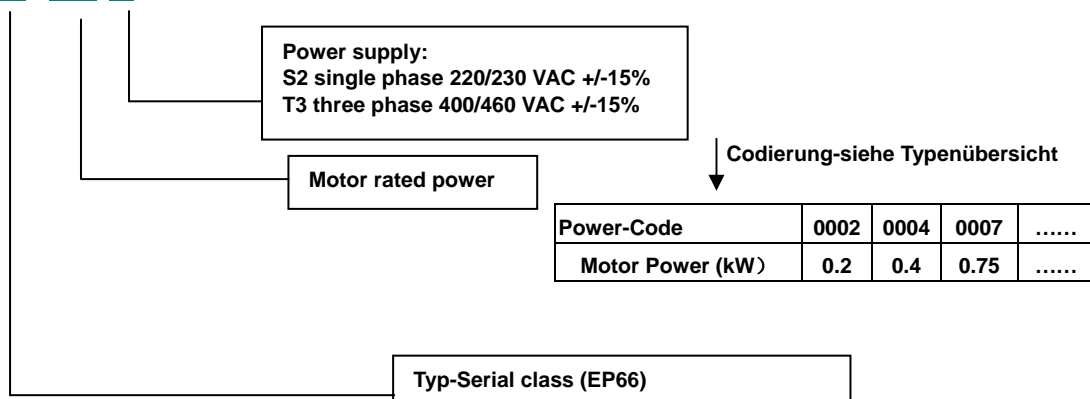 Power supply:
S2 single phase 220/230 VAC +/-15%
T3 three phase 400/460 VAC +/-15%
Codierung-siehe Typenübersicht
Motor rated power
Power-Code 0002 0004 0007 ……
Motor Power (kW） 0.2 0.4 0.75 ……
Typ-Serial class (EP66)